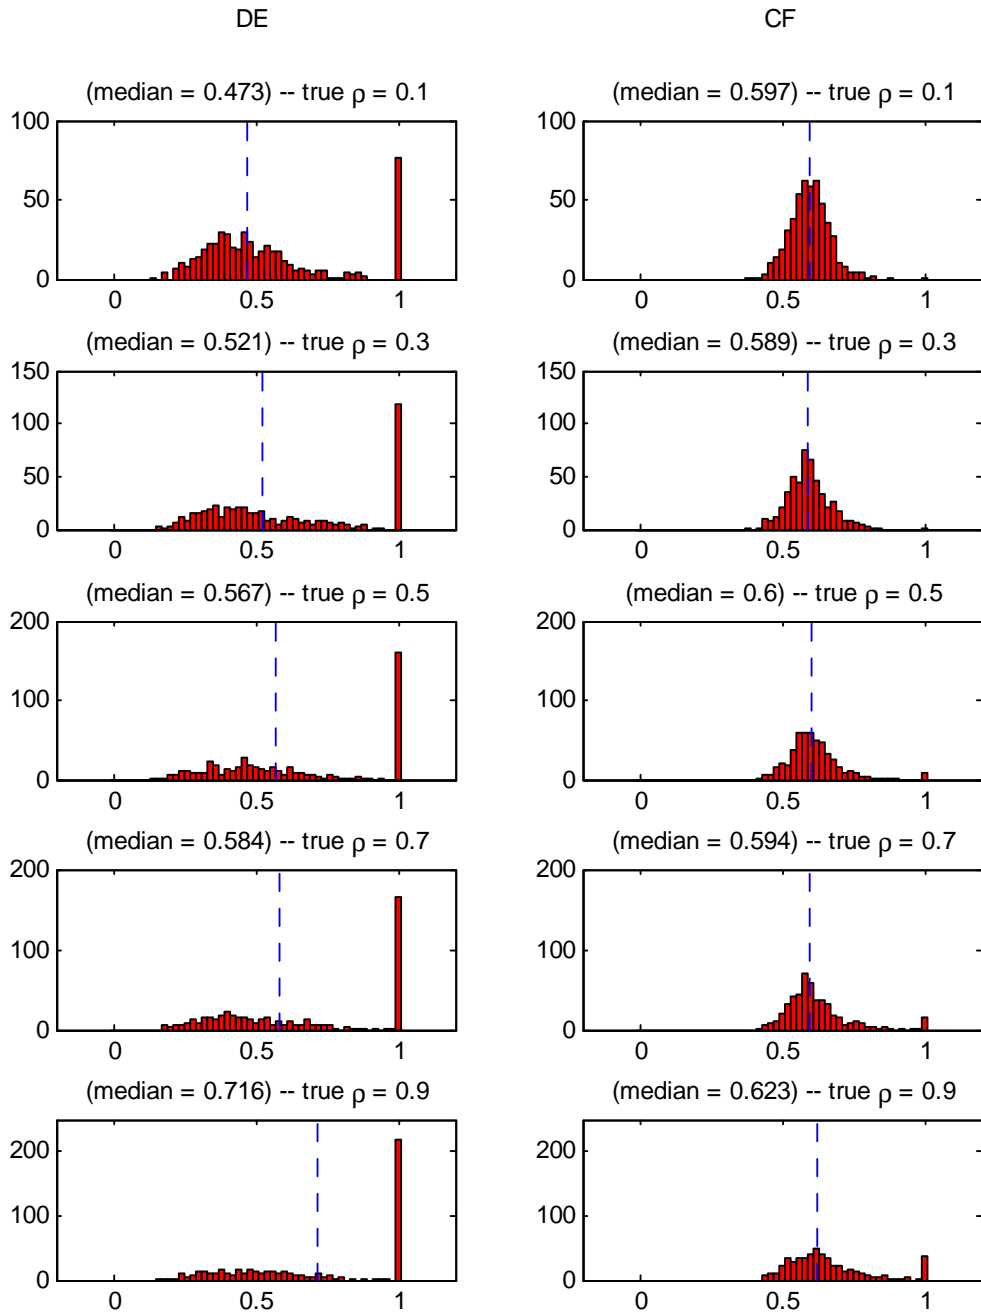 DE
CF
(median = 0.473) -- true ρ = 0.1
(median = 0.597) -- true ρ = 0.1
100
50
0
0 0.5 1
100
50
0
0 0.5 1
(median = 0.521) -- true ρ = 0.3
(median = 0.589) -- true ρ = 0.3
150
100
50
0
0 0.5 1
150
100
50
0
0 0.5 1
(median = 0.567) -- true ρ = 0.5
(median = 0.6) -- true ρ = 0.5
200
100
0
0 0.5 1
200
100
0
0 0.5 1
(median = 0.584) -- true ρ = 0.7
(median = 0.594) -- true ρ = 0.7
200
100
0
0 0.5 1
200
100
0
0 0.5 1
(median = 0.716) -- true ρ = 0.9
(median = 0.623) -- true ρ = 0.9
200
100
0
0 0.5 1
200
100
0
0 0.5 1